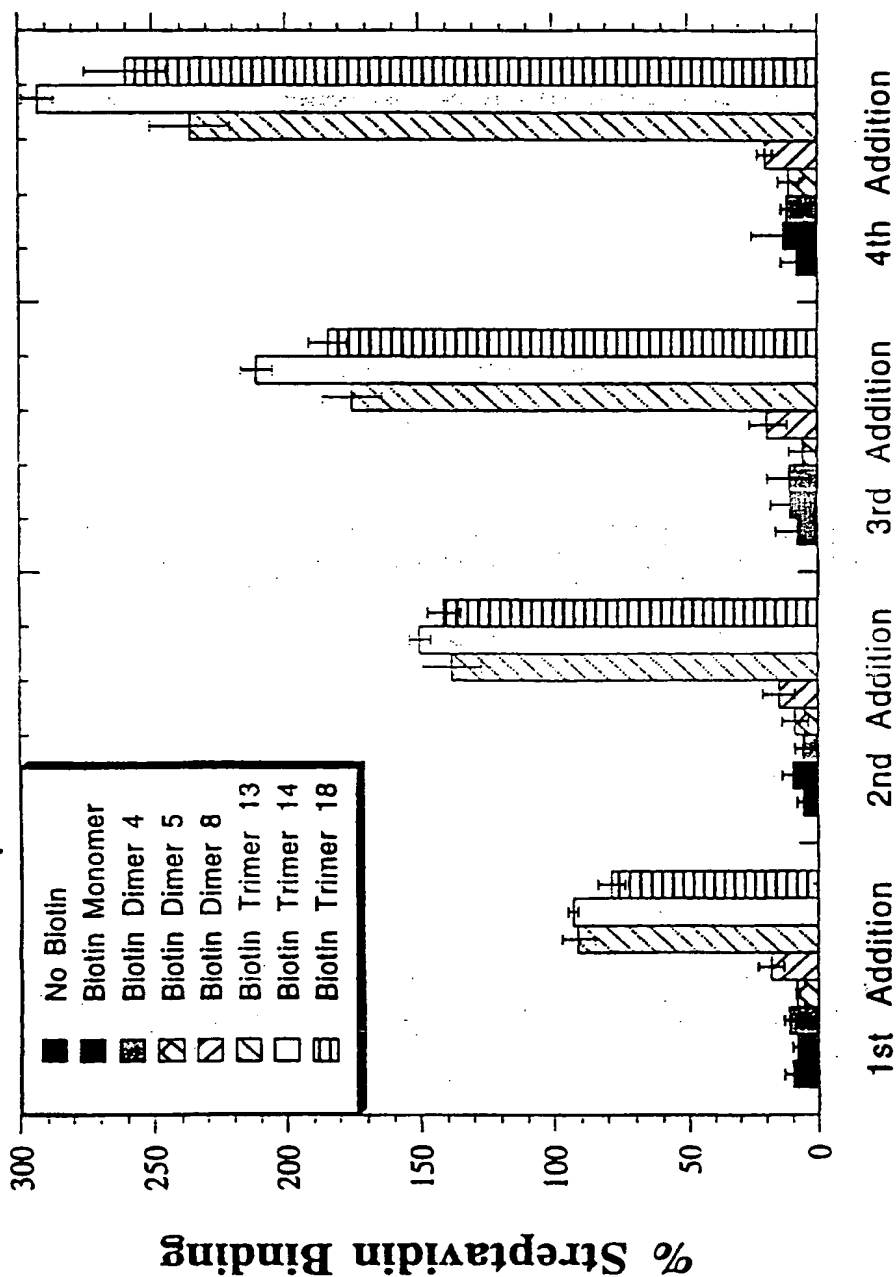 % Streptavidin Binding
300
250
200
150
100
50
0
No Biotin
Biotin Monomer
Biotin Dimer 4
Biotin Dimer 5
Biotin Dimer 8
Biotin Trimer 13
Biotin Trimer 14
Biotin Trimer 18
1st Addition
2nd Addition
3rd Addition
4th Addition